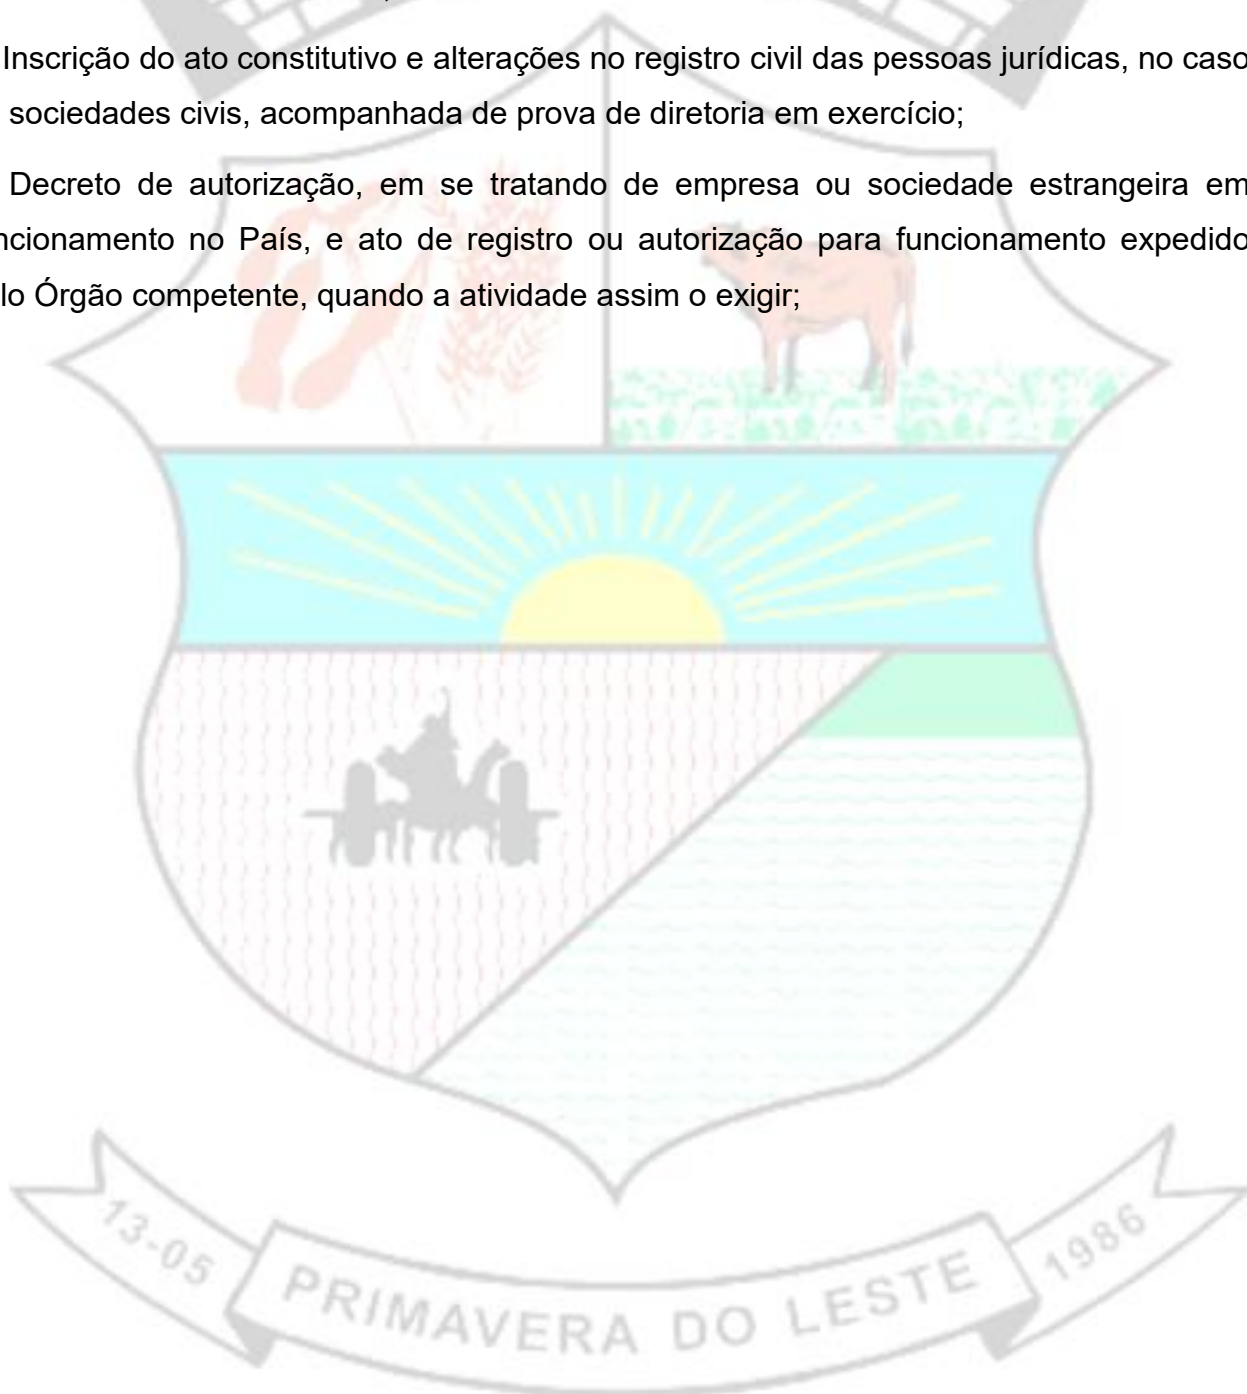 Inscrição do ato constitutivo e alterações no registro civil das pessoas jurídicas, no caso
sociedades civis, acompanhada de prova de diretoria em exercício;
Decreto de autorização, em se tratando de empresa ou sociedade estrangeira em
ncionamento no País, e ato de registro ou autorização para funcionamento expedido
lo Órgão competente, quando a atividade assim o exigir;
13-05 PRIMAVERA DO LESTE 1986